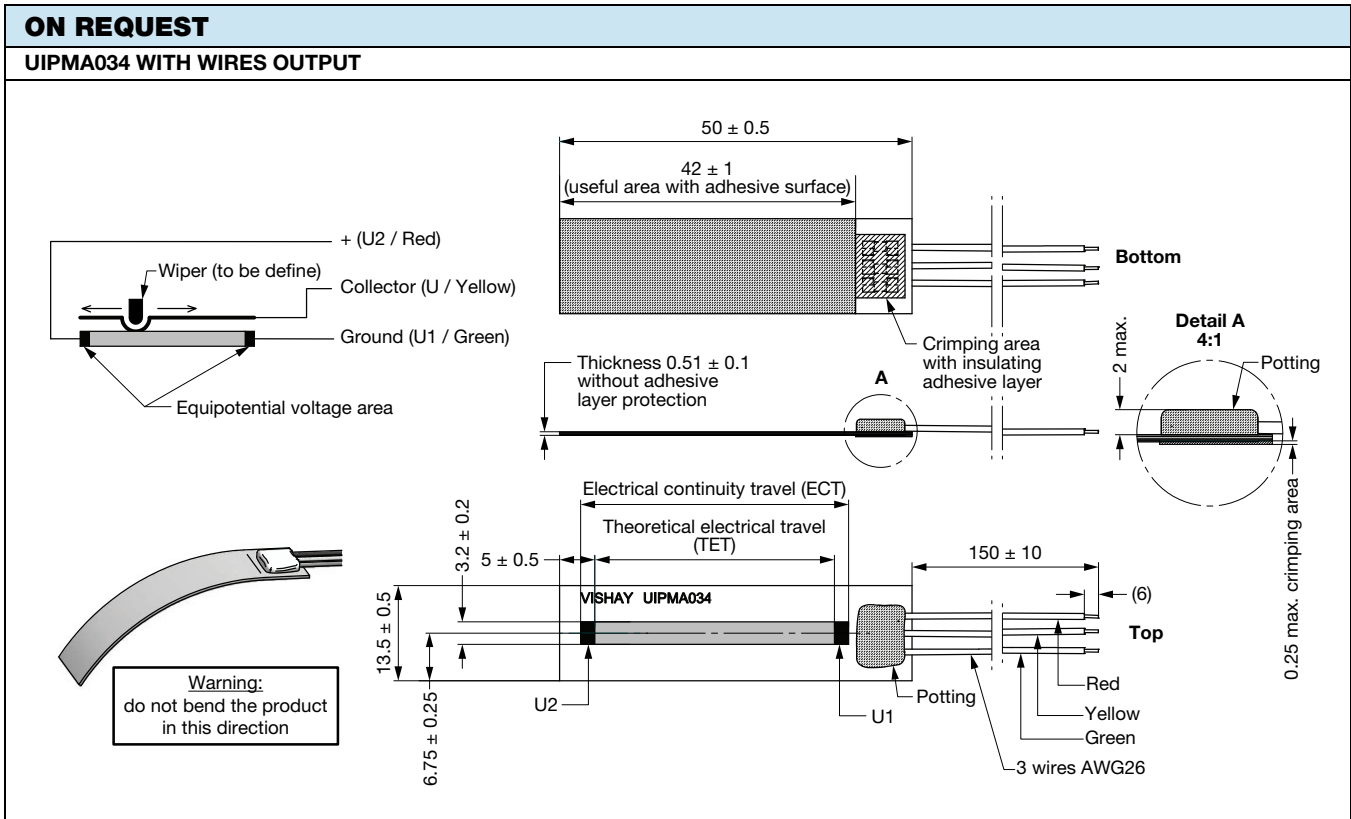 ON REQUEST
UIPMA034 WITH WIRES OUTPUT
50 ± 0.5
42 ± 1
(useful area with adhesive surface)
+ (U2 / Red)
Wiper (to be define)
Collector (U / Yellow)
Ground (U1 / Green)
Equipotential voltage area
Bottom
Crimping area
with insulating
adhesive layer
Thickness 0.51 ± 0.1
without adhesive
layer protection
A
Detail A
4:1
2 max.
Potting
0.25 max. crimping area
Electrical continuity travel (ECT)
Theoretical electrical travel
(TET)
3.2 ± 0.2
5 ± 0.5
150 ± 10
(6)
13.5 ± 0.5
6.75 ± 0.25
VISHAY UIPMA034
Top
Potting
U2
U1
Red
Yellow
Green
3 wires AWG26
Warning:
do not bend the product
in this direction